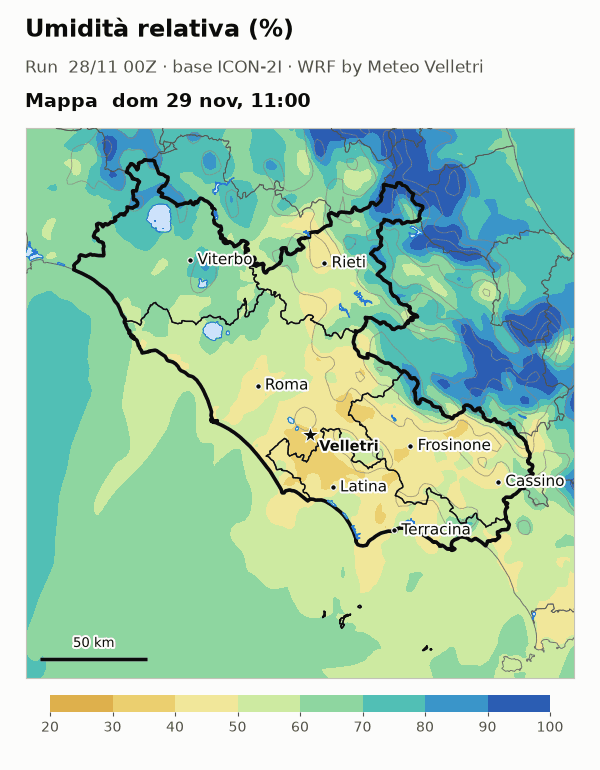 Umidità relativa (%)
Run  28/11 00Z · base ICON-2I · WRF by Meteo Velletri
Mappa  dom 29 nov, 11:00
Viterbo
Rieti
Roma
Velletri
Frosinone
Latina
Cassino
Terracina
50 km
20 30 40 50 60 70 80 90 100